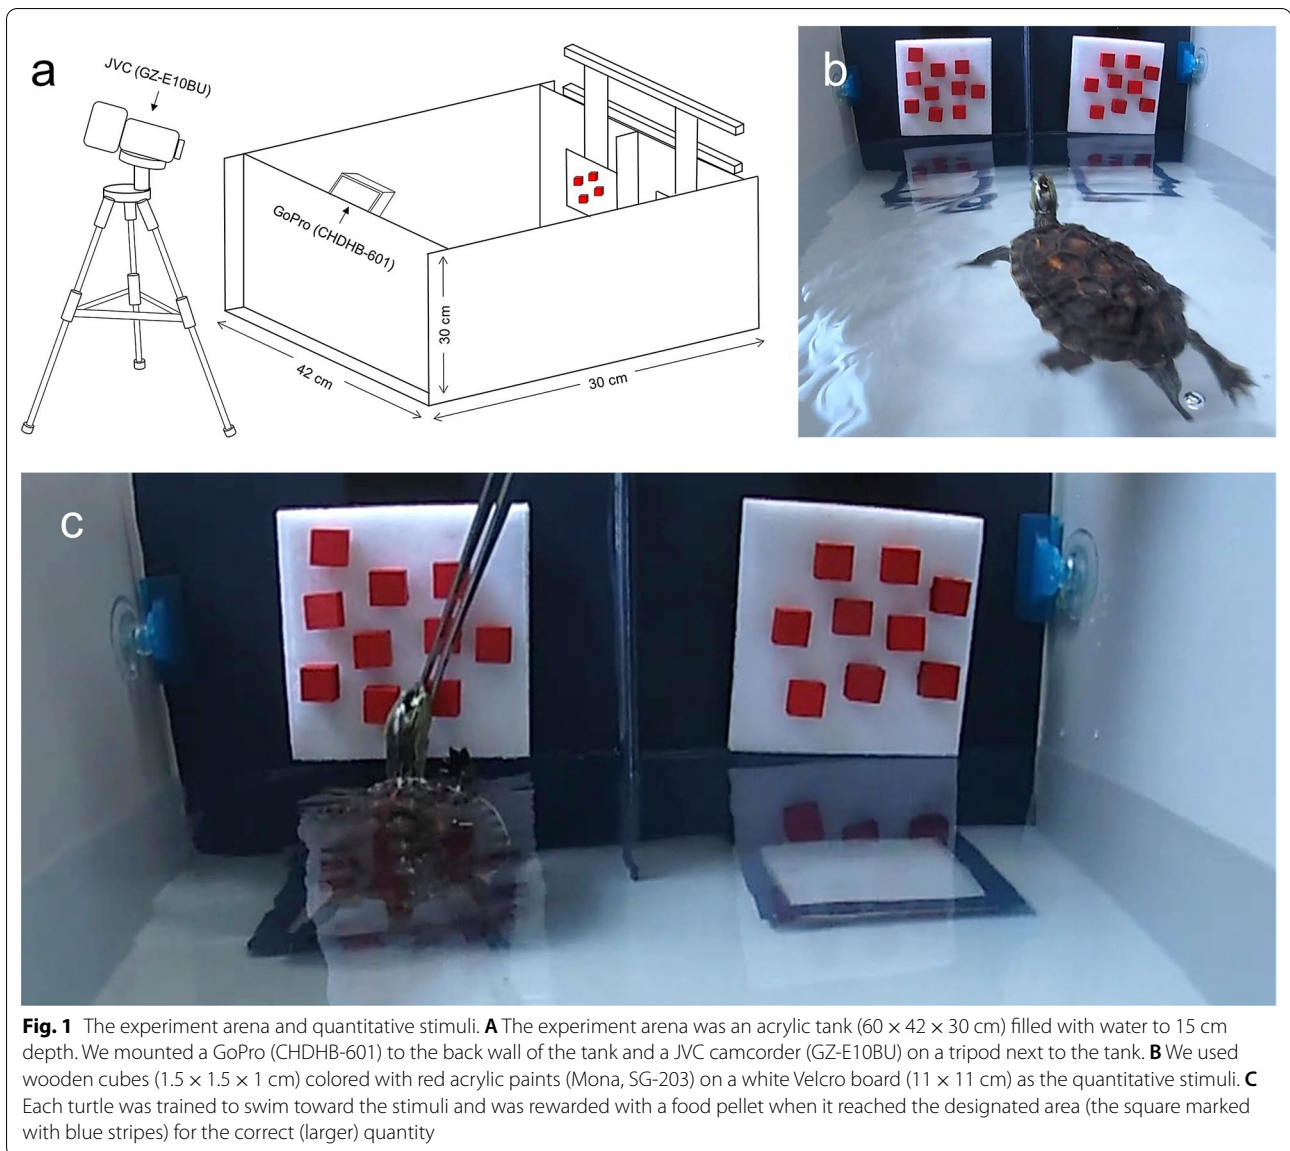 a
JVC (GZ-E10BU)
GoPro (CHDHB-601)
30 cm
42 cm
30 cm
b
c
Fig. 1 The experiment arena and quantitative stimuli. A The experiment arena was an acrylic tank (60 × 42 × 30 cm) filled with water to 15 cm
depth. We mounted a GoPro (CHDHB-601) to the back wall of the tank and a JVC camcorder (GZ-E10BU) on a tripod next to the tank. B We used
wooden cubes (1.5 × 1.5 × 1 cm) colored with red acrylic paints (Mona, SG-203) on a white Velcro board (11 × 11 cm) as the quantitative stimuli. C
Each turtle was trained to swim toward the stimuli and was rewarded with a food pellet when it reached the designated area (the square marked
with blue stripes) for the correct (larger) quantity